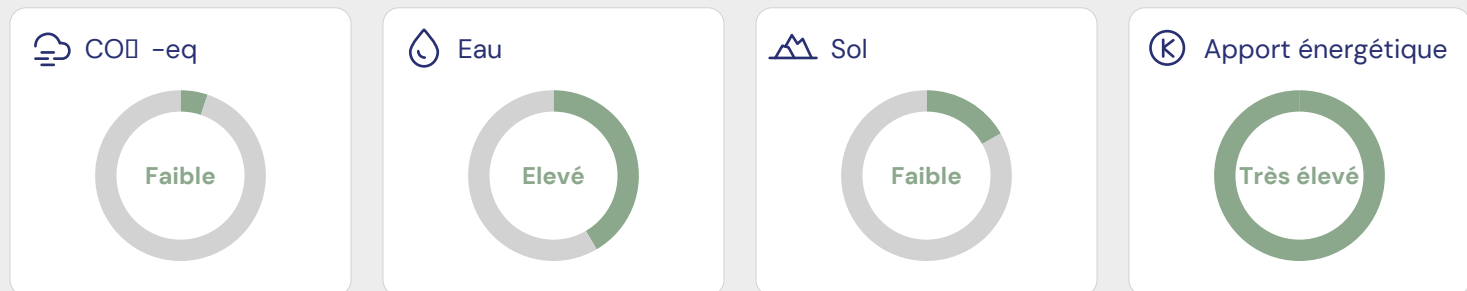 CO▯ -eq
Eau
Sol
Apport énergétique
Faible
Elevé
Faible
Très élevé